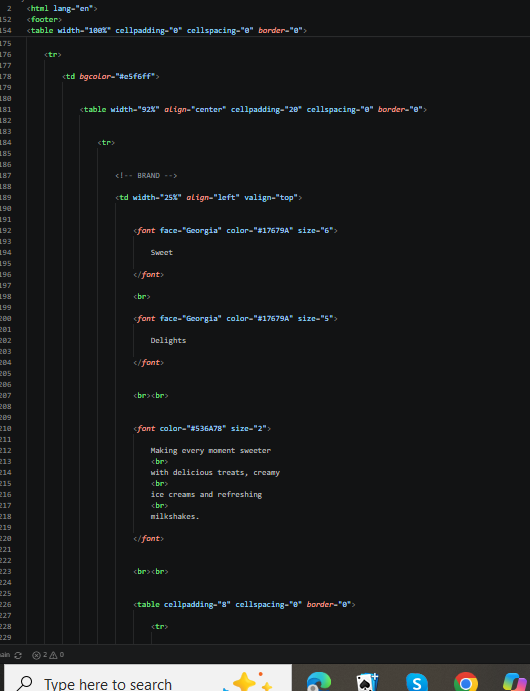 2 <html lang="en">
19 <footer>
154 <table width="100%" cellpadding="0" cellspacing="0" border="0">
175
176 <tr>
177
178 <td bgcolor="#e5f6ff">
179
180
181 <table width="92%" align="center" cellpadding="20" cellspacing="0" border="0">
182
183
184 <tr>
185
186
187 <!-- BRAND -->
188
189 <td width="25%" align="left" valign="top">
190
191
192 <font face="Georgia" color="#17679A" size="6">
193
194 Sweet
195
196 </font>
197
198 <br>
199
200 <font face="Georgia" color="#17679A" size="5">
201
202 Delights
203
204 </font>
205
206
207 <br><br>
208
209
210 <font color="#536A78" size="2">
211
212 Making every moment sweeter
213 <br>
214 with delicious treats, creamy
215 <br>
216 ice creams and refreshing
217 <br>
218 milkshakes.
219
220 </font>
221
222
223 <br><br>
224
225
226 <table cellpadding="8" cellspacing="0" border="0">
227
228 <tr>
229
ain 2 0
Type here to search
S